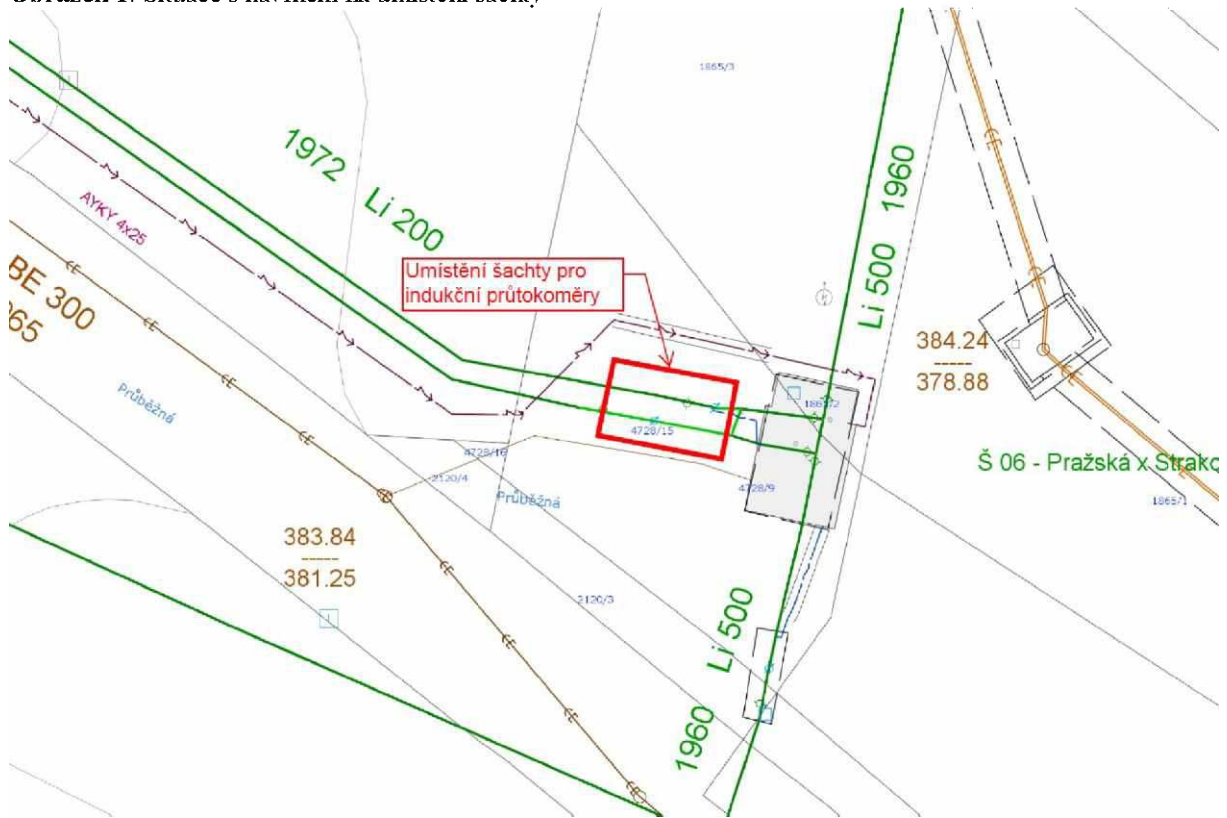 1865/3
1972 Li 200
Li 500 1960
AYKY 4x25
Umístění šachty pro
indukční průtokoměry
BE 300
384.24
-----
378.88
Průběžná
4728/15
4728/16
2120/4
4728/9
Š 06 - Pražská x Strako
1865/1
Průběžná
383.84
-----
381.25
2120/3
1960 Li 500